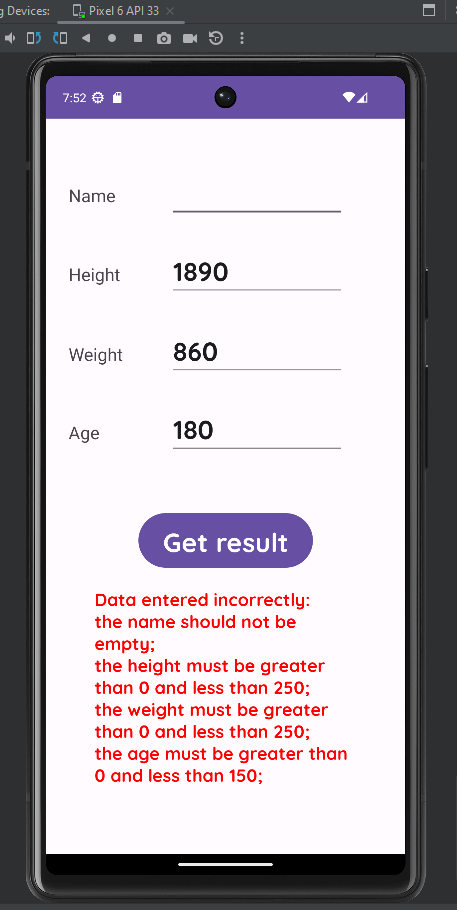 g Devices: Pixel 6 API 33
7:52
Name
Height 1890
Weight 860
Age 180
Get result
Data entered incorrectly:
the name should not be
empty;
the height must be greater
than 0 and less than 250;
the weight must be greater
than 0 and less than 250;
the age must be greater than
0 and less than 150;